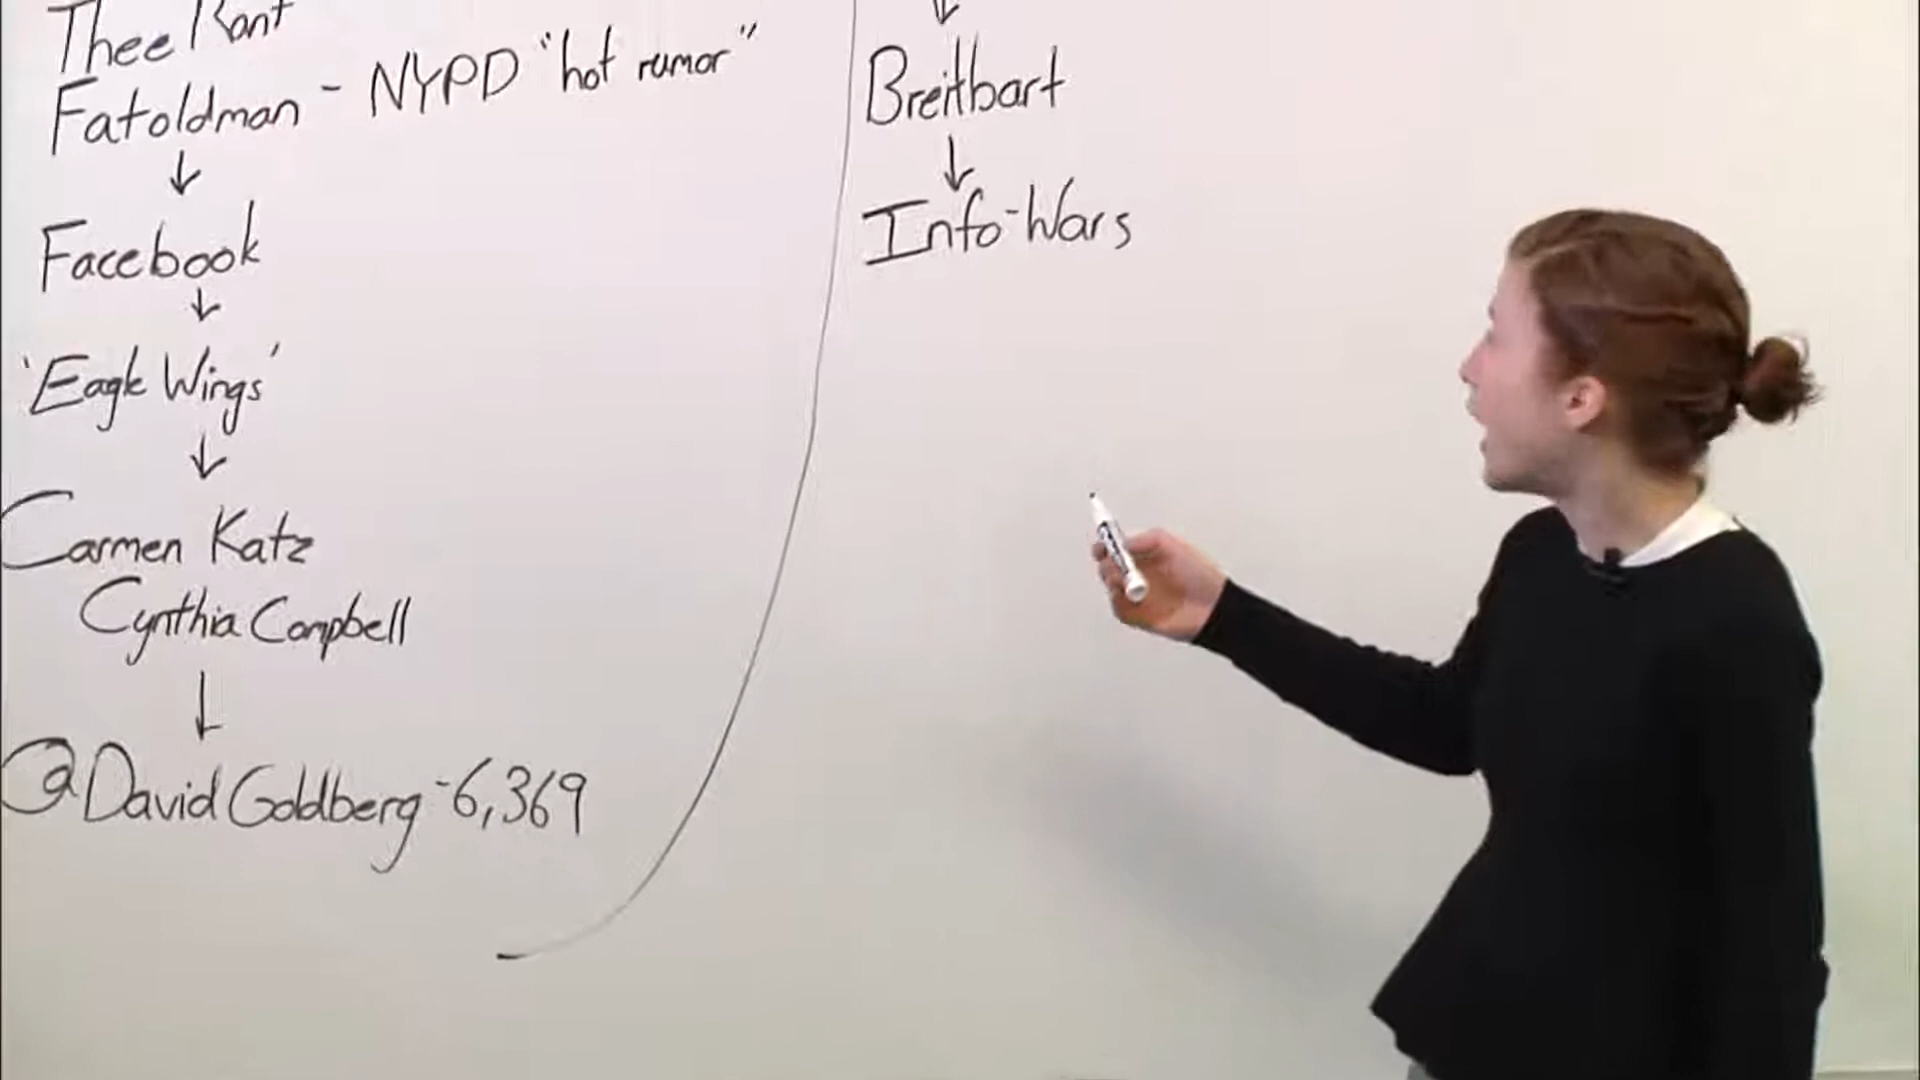 Thee Rant
Fatoldman - NYPD "hot rumor"
Facebook
'Eagle Wings'
Carmen Katz
Cynthia Campbell
@David Goldberg - 6,369
Breitbart
Info-Wars